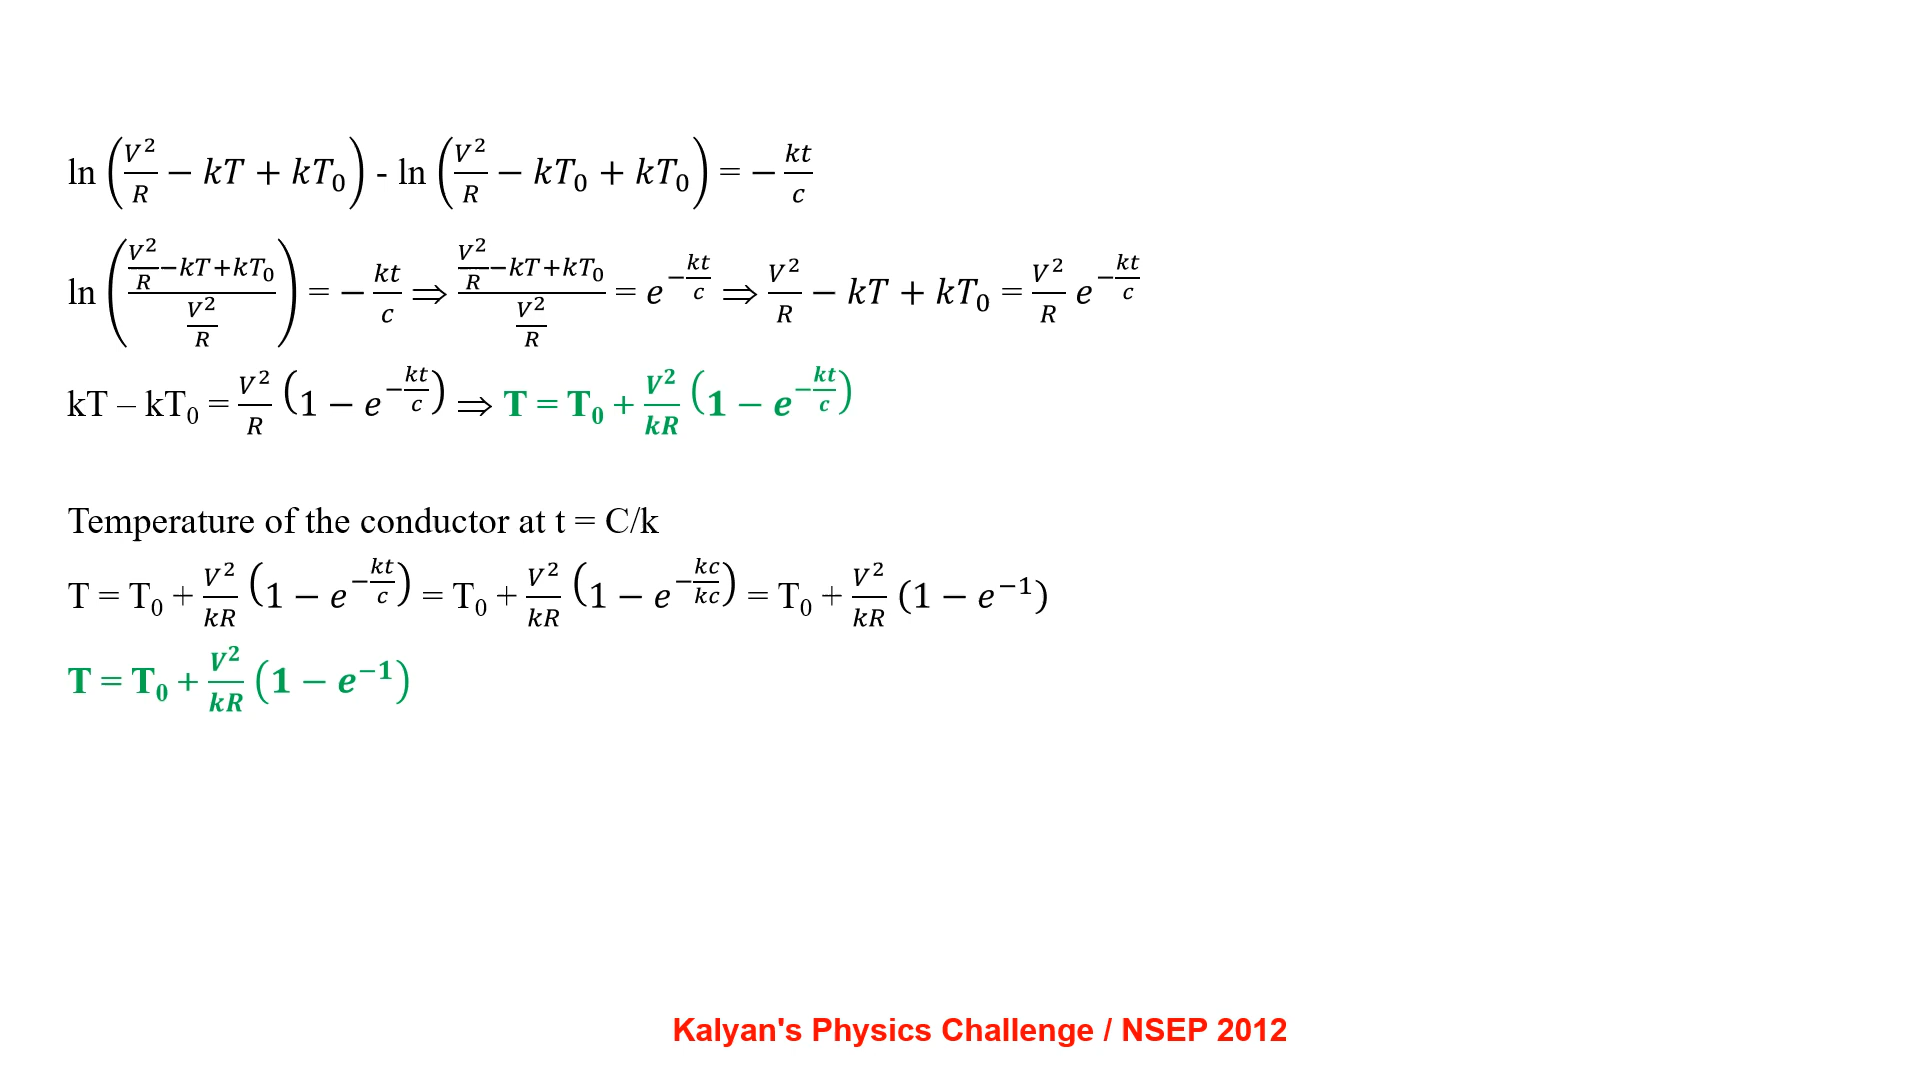 ln (V²/R − kT + kT₀) - ln (V²/R − kT₀ + kT₀) = − kt/c
ln ((V²/R−kT+kT₀)/(V²/R)) = − kt/c ⇒ (V²/R−kT+kT₀)/(V²/R) = e^(−kt/c) ⇒ V²/R − kT + kT₀ = V²/R e^(−kt/c)
kT – kT₀ = V²/R (1 − e^(−kt/c)) ⇒ T = T₀ + V²/kR (1 − e^(−kt/c))
Temperature of the conductor at t = C/k
T = T₀ + V²/kR (1 − e^(−kt/c)) = T₀ + V²/kR (1 − e^(−kc/kc)) = T₀ + V²/kR (1 − e⁻¹)
T = T₀ + V²/kR (1 − e⁻¹)
Kalyan's Physics Challenge / NSEP 2012